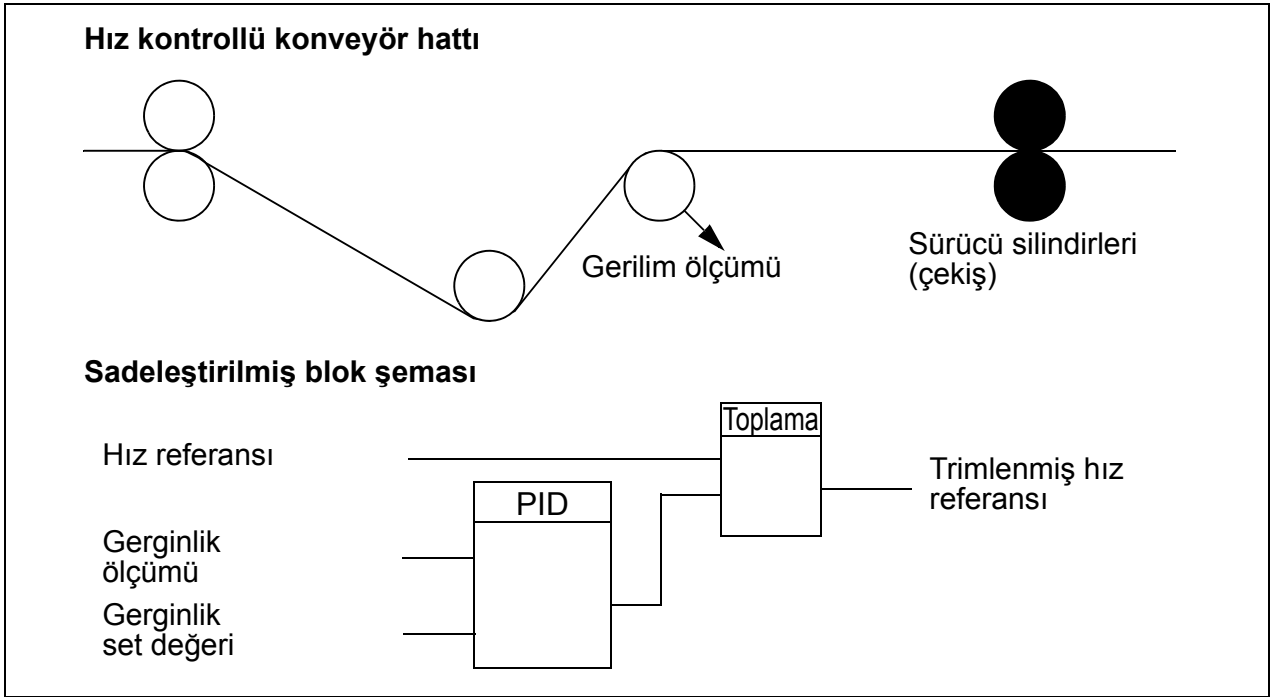 Hız kontrollü konveyör hattı
Gerilim ölçümü
Sürücü silindirleri
(çekiş)
Sadeleştirilmiş blok şeması
Toplama
Hız referansı
Trimlenmiş hız
referansı
PID
Gerginlik
ölçümü
Gerginlik
set değeri